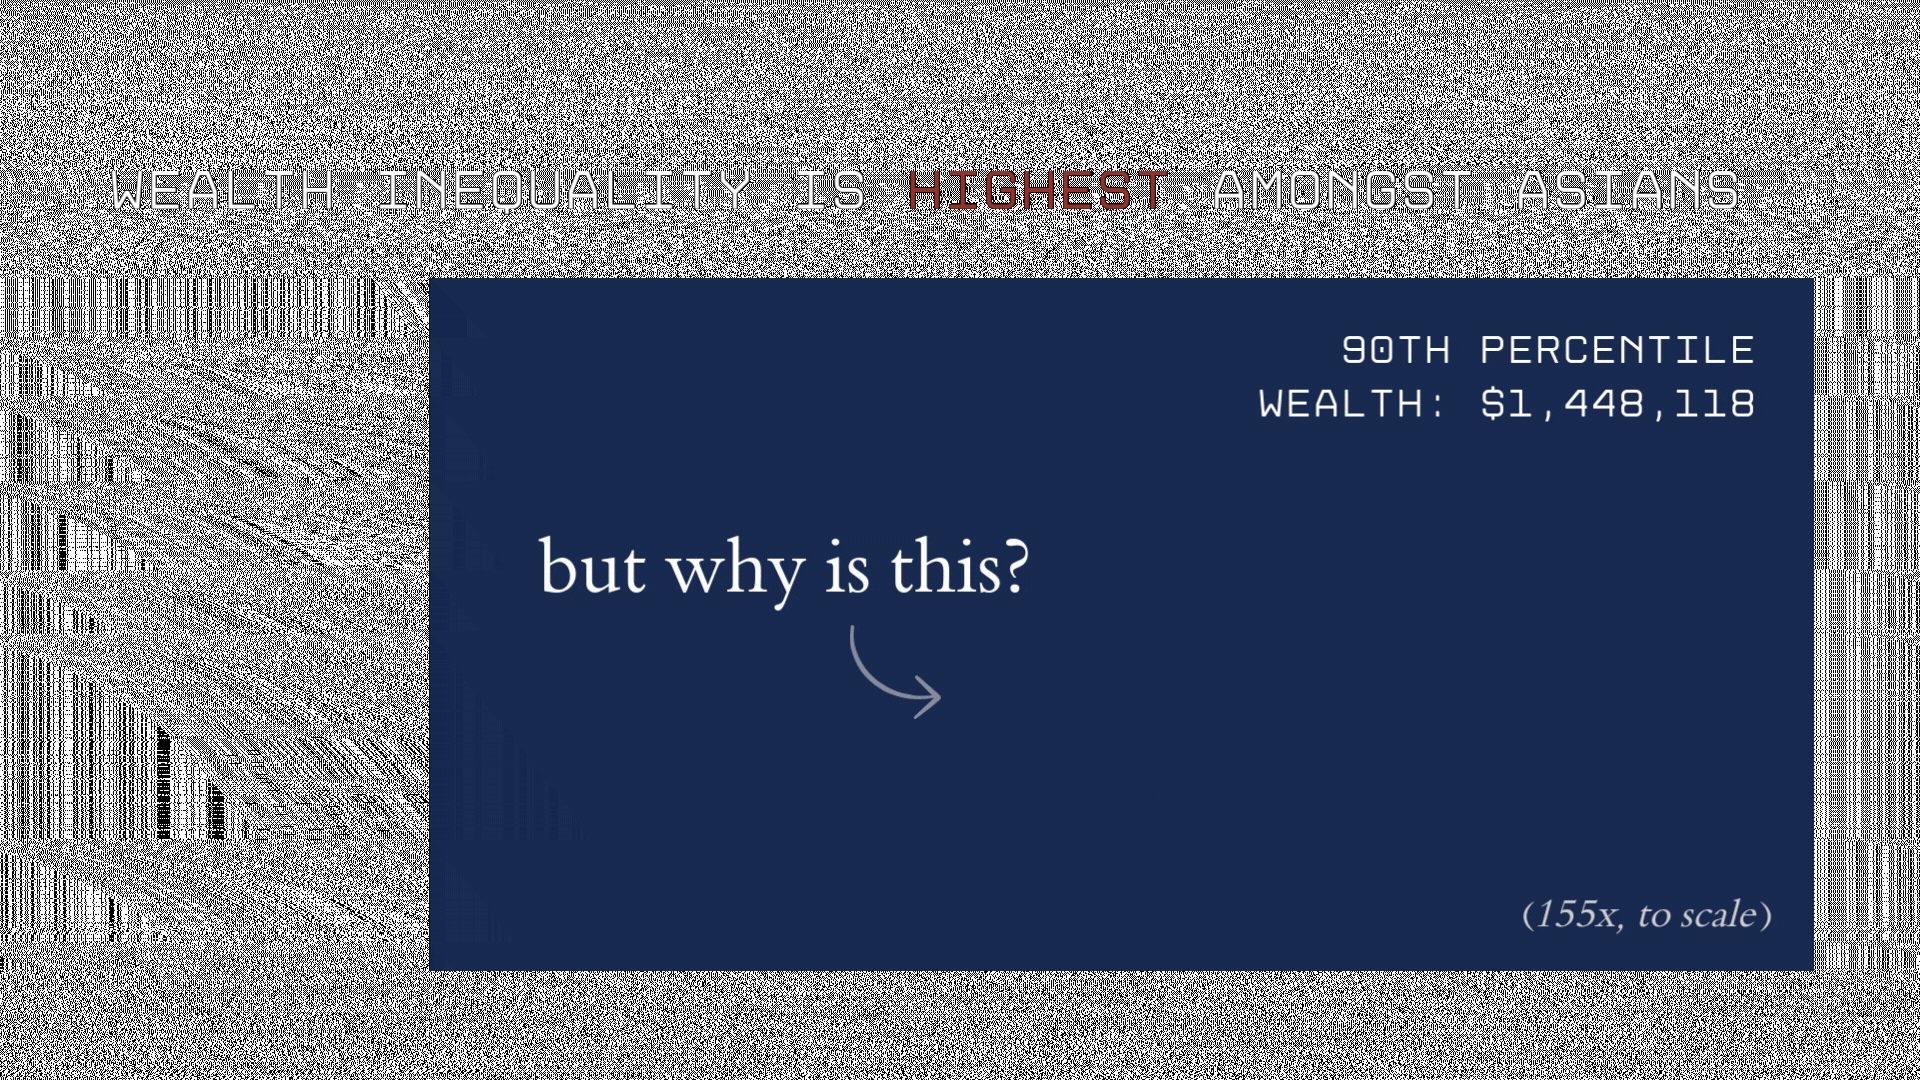 WEALTH INEQUALITY IS HIGHEST AMONGST ASIANS
90TH PERCENTILE
WEALTH: $1,448,118
but why is this?
(155x, to scale)